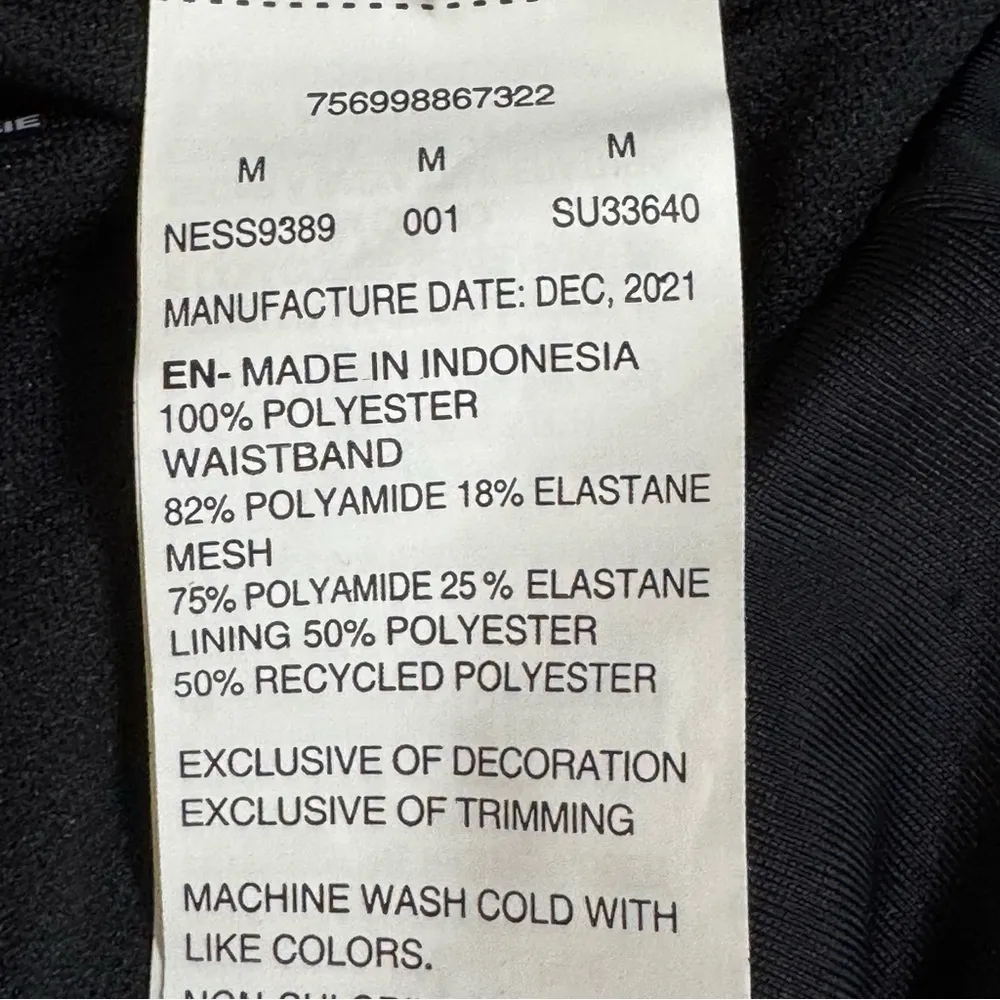 756998867322
M M M
NESS9389 001 SU33640
MANUFACTURE DATE: DEC, 2021
EN- MADE IN INDONESIA
100% POLYESTER
WAISTBAND
82% POLYAMIDE 18% ELASTANE
MESH
75% POLYAMIDE 25% ELASTANE
LINING 50% POLYESTER
50% RECYCLED POLYESTER
EXCLUSIVE OF DECORATION
EXCLUSIVE OF TRIMMING
MACHINE WASH COLD WITH
LIKE COLORS.